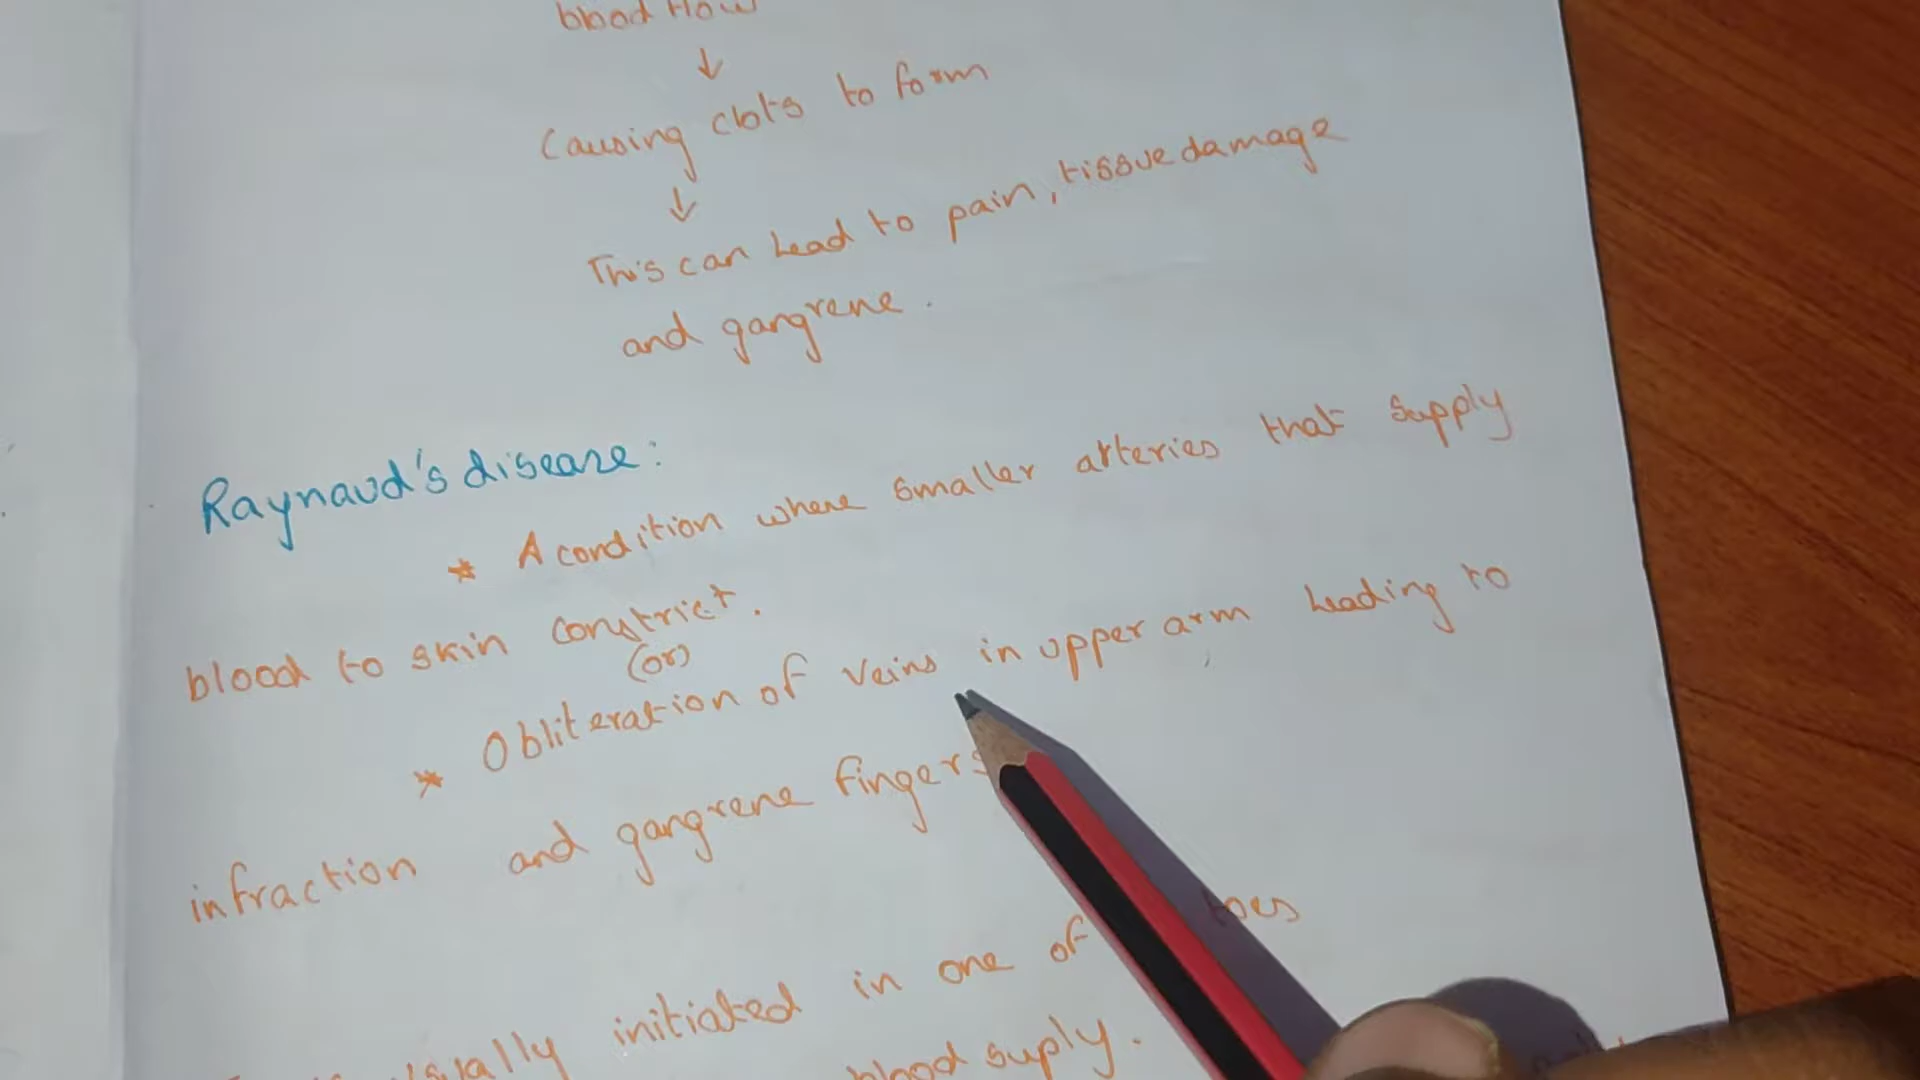 blood flow
↓
Causing clots to form
↓
This can lead to pain, tissue damage
and gangrene.
Raynaud's disease:
* A condition where smaller arteries that supply
blood to skin constrict.
(or)
* Obliteration of veins in upper arm leading to
infraction and gangrene fingers
usually initiated in one of toes
blood suply.